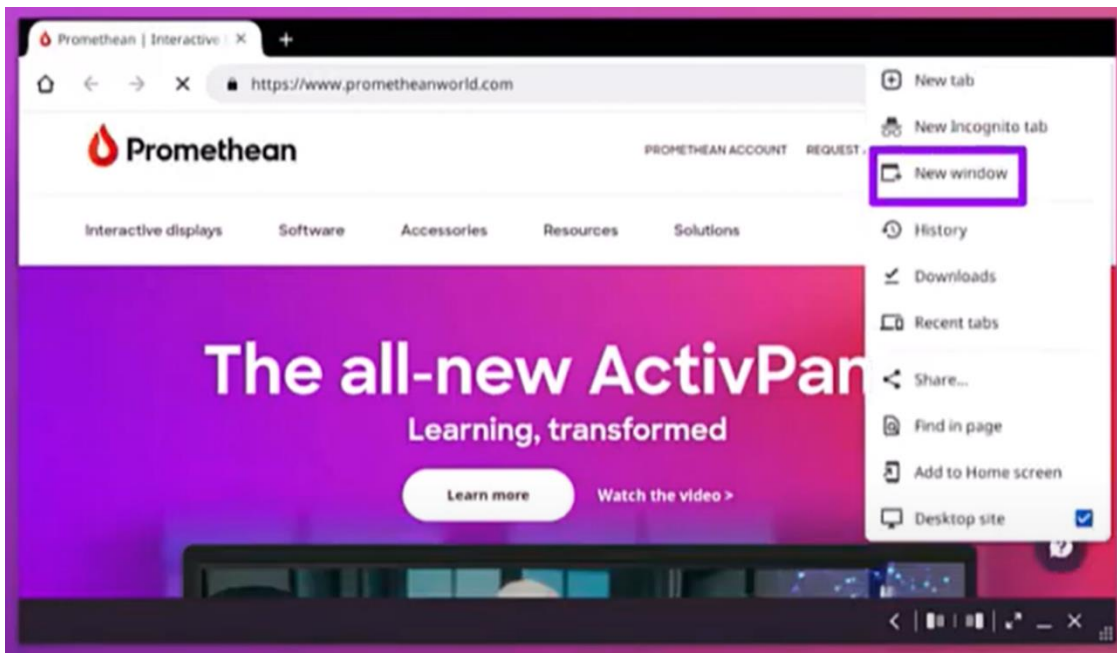 Promethean | Interactive
https://www.prometheanworld.com
Promethean
PROMETHEAN ACCOUNT REQUEST
Interactive displays Software Accessories Resources Solutions
The all-new ActivPan
Learning, transformed
Learn more Watch the video >
New tab
New Incognito tab
New window
History
Downloads
Recent tabs
Share...
Find in page
Add to Home screen
Desktop site